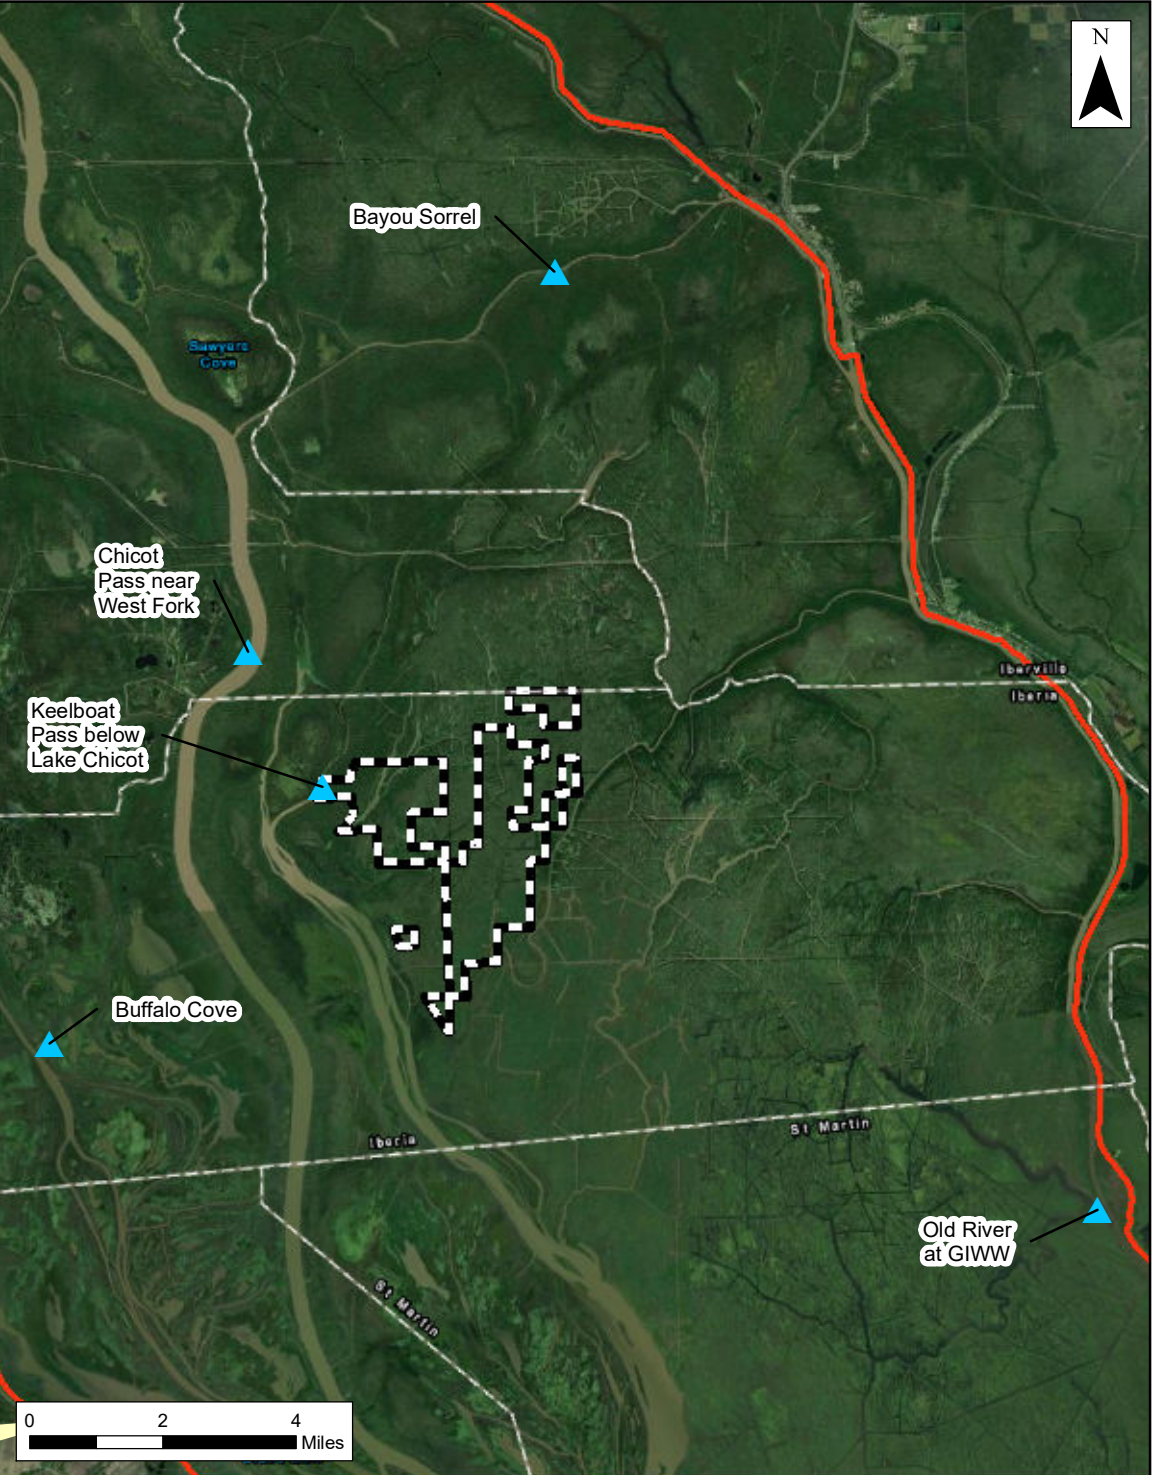 N
Bayou Sorrel
Sawyers
Cove
Chicot
Pass near
West Fork
Iberville
Iberia
Keelboat
Pass below
Lake Chicot
Buffalo Cove
Iberia
St Martin
Old River
at GIWW
St Martin
0 2 4
Miles